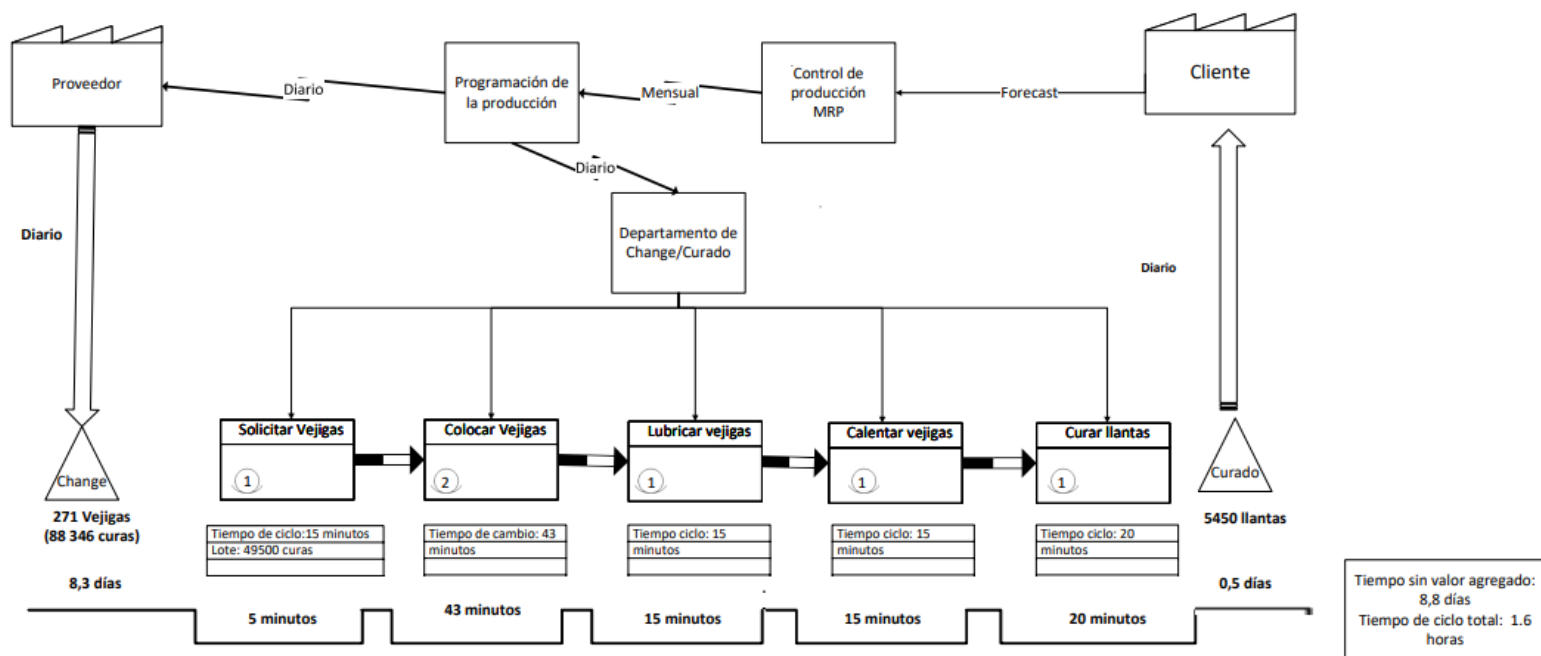 Proveedor
Diario
Programación de
la producción
Mensual
Control de
producción
MRP
Forecast
Cliente
Diario
Departamento de
Change/Curado
Diario
Diario
Solicitar Vejigas
1
Colocar Vejigas
2
Lubricar vejigas
1
Calentar vejigas
1
Curar llantas
1
Change
271 Vejigas
(88 346 curas)
8,3 días
Tiempo de ciclo:15 minutos
Lote: 49500 curas
Tiempo de cambio: 43
minutos
Tiempo ciclo: 15
minutos
Tiempo ciclo: 15
minutos
Tiempo ciclo: 20
minutos
Curado
5450 llantas
0,5 días
5 minutos
43 minutos
15 minutos
15 minutos
20 minutos
Tiempo sin valor agregado:
8,8 días
Tiempo de ciclo total: 1.6
horas